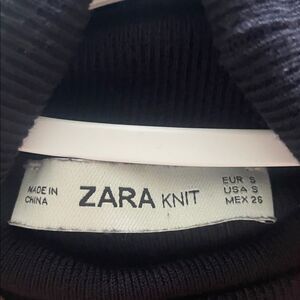 MADE IN
CHINA
ZARA KNIT
EUR S
USA S
MEX 26